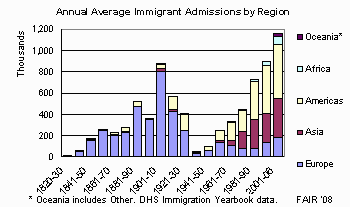 Annual Average Immigrant Admissions by Region
Thousands
1,200
1,000
800
600
400
200
0
1820-30
1841-50
1861-70
1881-90
1901-10
1921-30
1941-50
1961-70
1981-90
2001-06
Oceania*
Africa
Americas
Asia
Europe
* Oceania includes Other. DHS Immigration Yearbook data. FAIR '08